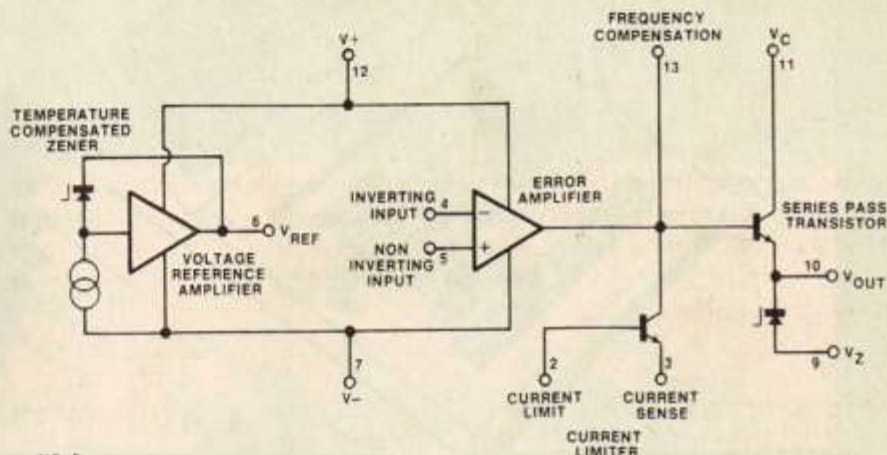 FREQUENCY
COMPENSATION
13
V+
12
VC
11
TEMPERATURE
COMPENSATED
ZENER
6
VREF
VOLTAGE
REFERENCE
AMPLIFIER
INVERTING
INPUT
4
−
NON
INVERTING
INPUT
5
+
ERROR
AMPLIFIER
SERIES PASS
TRANSISTOR
10
VOUT
9
VZ
7
V−
2
CURRENT
LIMIT
3
CURRENT
SENSE
CURRENT
LIMITER